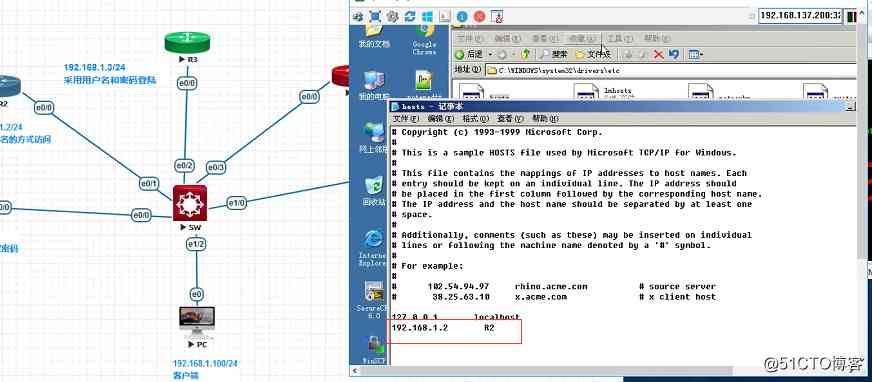 192.168.1.3/24
采用用户名和密码登陆
R3
R2
e0/0
e0/0
e0/0
.2/24
名的方式访问
e0/2
e0/3
e0/1
e0/0
e1/0
SW
e1/2
密码
e0
PC
192.168.1.100/24
客户端
192.168.137.200:32
我的文档
Google
Chrome
我的电脑
网上邻居
回收站
Internet
Explorer
SecureCRT
6.0
WinSCP
文件(F) 编辑(E) 查看(V) 收藏(A) 工具(T) 帮助(H)
后退 搜索 文件夹
地址(D) C:\WINDOWS\system32\drivers\etc
hosts
lmhosts
hosts - 记事本
文件(F) 编辑(E) 格式(O) 查看(V) 帮助(H)
# Copyright (c) 1993-1999 Microsoft Corp.
#
# This is a sample HOSTS file used by Microsoft TCP/IP for Windows.
#
# This file contains the mappings of IP addresses to host names. Each
# entry should be kept on an individual line. The IP address should
# be placed in the first column followed by the corresponding host name.
# The IP address and the host name should be separated by at least one
# space.
#
# Additionally, comments (such as these) may be inserted on individual
# lines or following the machine name denoted by a '#' symbol.
#
# For example:
#
# 102.54.94.97 rhino.acme.com # source server
# 38.25.63.10 x.acme.com # x client host
127.0.0.1 localhost
192.168.1.2 R2
@51CTO博客